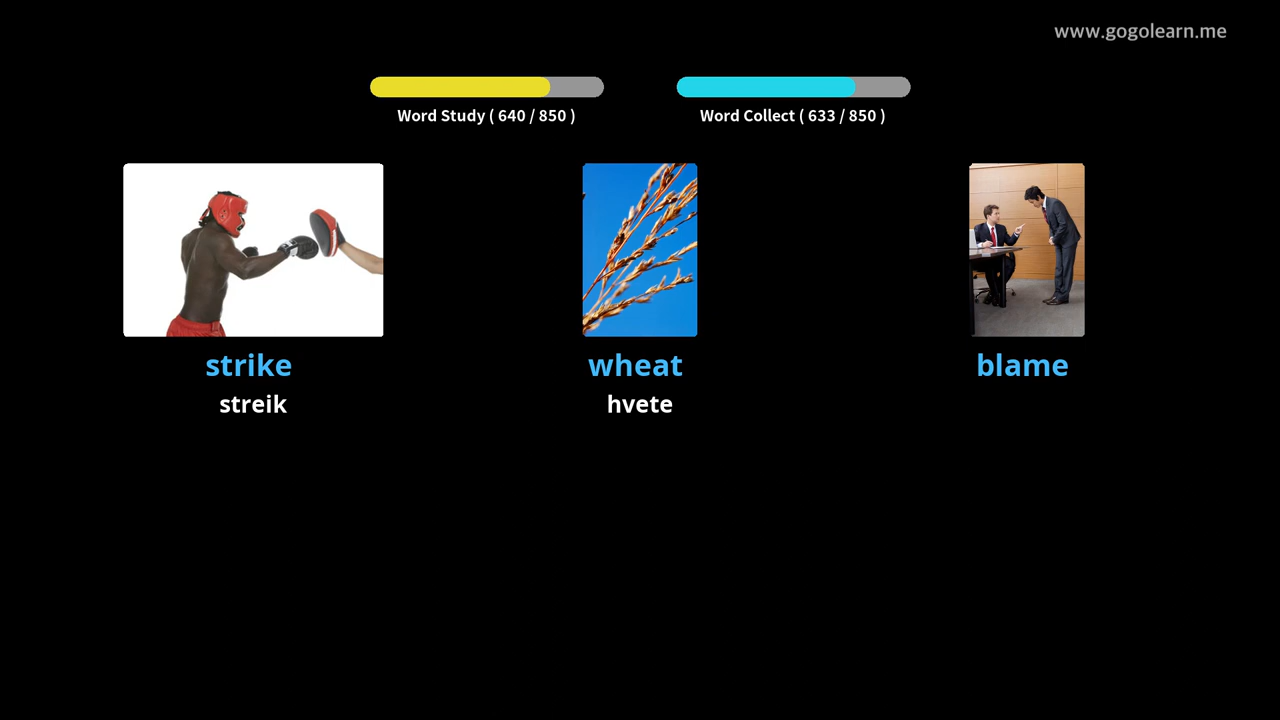 www.gogolearn.me
Word Study ( 640 / 850 )
Word Collect ( 633 / 850 )
strike
wheat
blame
streik
hvete